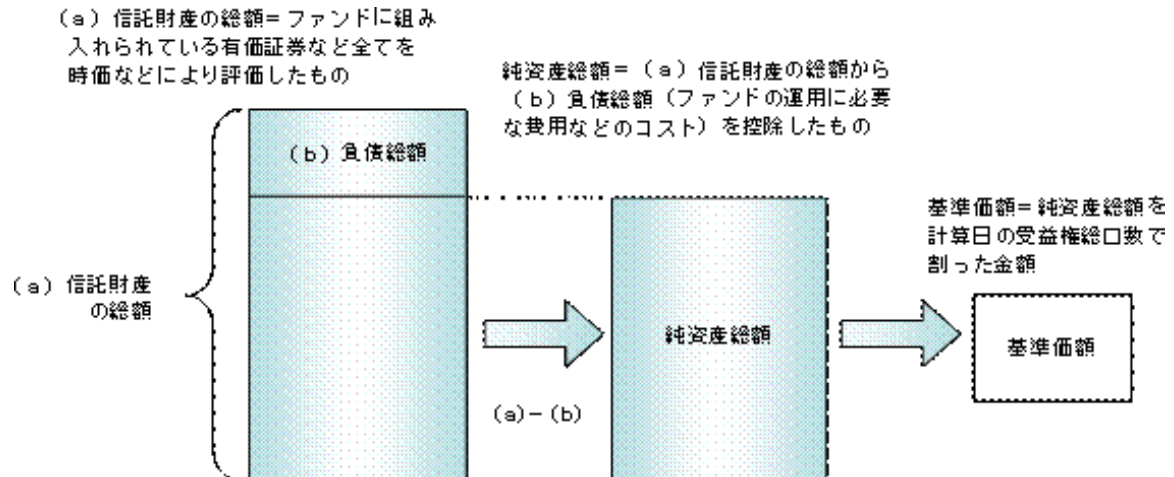 （a）信託財産の総額＝ファンドに組み
入れられている有価証券など全てを
時価などにより評価したもの
純資産総額＝（a）信託財産の総額から
（b）負債総額（ファンドの運用に必要
な費用などのコスト）を控除したもの
（b）負債総額
基準価額＝純資産総額を
計算日の受益権総口数で
割った金額
（a）信託財産
の総額
純資産総額
基準価額
(a)－(b)